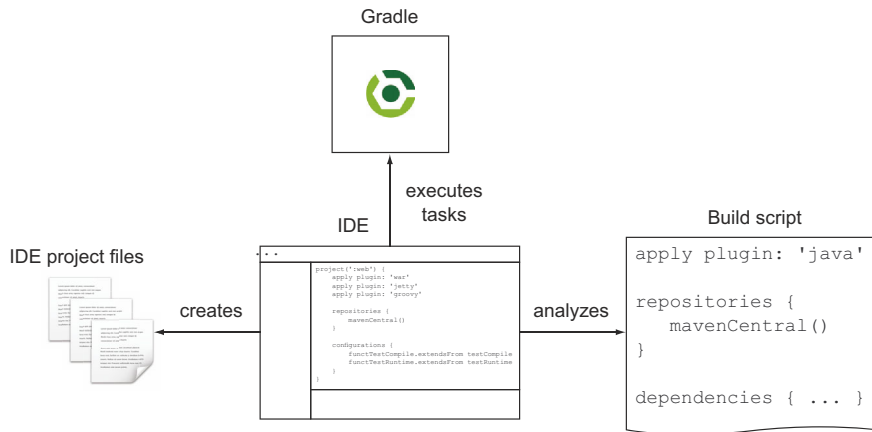 Gradle
executes
tasks
IDE
Build script
IDE project files
creates
analyzes
...
project(':web') {
apply plugin: 'war'
apply plugin: 'jetty'
apply plugin: 'groovy'
repositories {
mavenCentral()
}
configurations {
functTestCompile.extendsFrom testCompile
functTestRuntime.extendsFrom testRuntime
}
}
apply plugin: 'java'
repositories {
mavenCentral()
}
dependencies { ... }